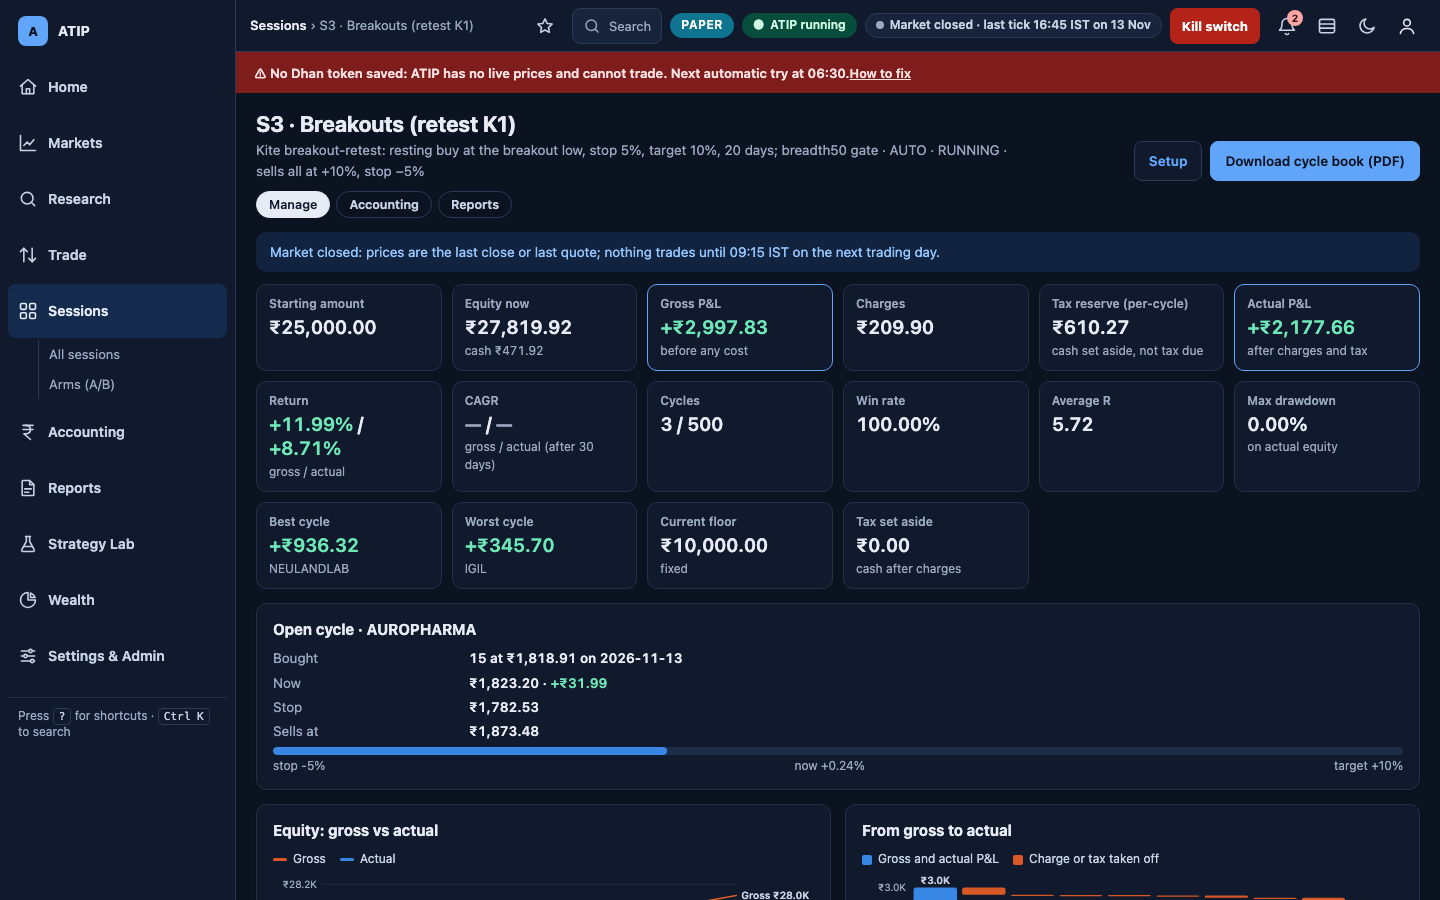 A ATIP
Home
Markets
Research
Trade
Sessions
All sessions
Arms (A/B)
Accounting
Reports
Strategy Lab
Wealth
Settings & Admin
Press ? for shortcuts · Ctrl K
to search
Sessions › S3 · Breakouts (retest K1)
Search
PAPER
ATIP running
Market closed · last tick 16:45 IST on 13 Nov
Kill switch
2
⚠ No Dhan token saved: ATIP has no live prices and cannot trade. Next automatic try at 06:30.How to fix
S3 · Breakouts (retest K1)
Kite breakout-retest: resting buy at the breakout low, stop 5%, target 10%, 20 days; breadth50 gate · AUTO · RUNNING ·
sells all at +10%, stop −5%
Setup
Download cycle book (PDF)
Manage Accounting Reports
Market closed: prices are the last close or last quote; nothing trades until 09:15 IST on the next trading day.
Starting amount
₹25,000.00
Equity now
₹27,819.92
cash ₹471.92
Gross P&L
+₹2,997.83
before any cost
Charges
₹209.90
Tax reserve (per-cycle)
₹610.27
cash set aside, not tax due
Actual P&L
+₹2,177.66
after charges and tax
Return
+11.99% /
+8.71%
gross / actual
CAGR
— / —
gross / actual (after 30
days)
Cycles
3 / 500
Win rate
100.00%
Average R
5.72
Max drawdown
0.00%
on actual equity
Best cycle
+₹936.32
NEULANDLAB
Worst cycle
+₹345.70
IGIL
Current floor
₹10,000.00
fixed
Tax set aside
₹0.00
cash after charges
Open cycle · AUROPHARMA
Bought 15 at ₹1,818.91 on 2026-11-13
Now ₹1,823.20 · +₹31.99
Stop ₹1,782.53
Sells at ₹1,873.48
stop -5% now +0.24% target +10%
Equity: gross vs actual
Gross Actual
₹28.2K
Gross ₹28.0K
From gross to actual
Gross and actual P&L Charge or tax taken off
₹3.0K
₹3.0K